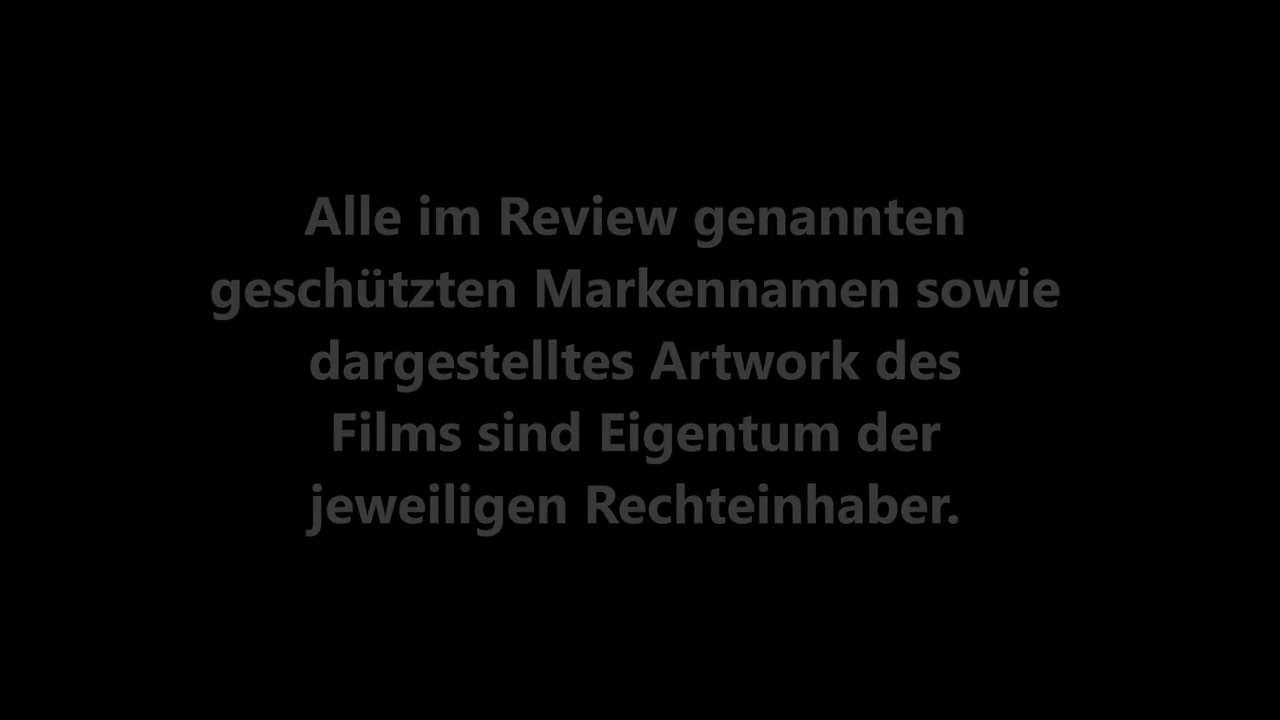 Alle im Review genannten
geschützten Markennamen sowie
dargestelltes Artwork des
Films sind Eigentum der
jeweiligen Rechteinhaber.